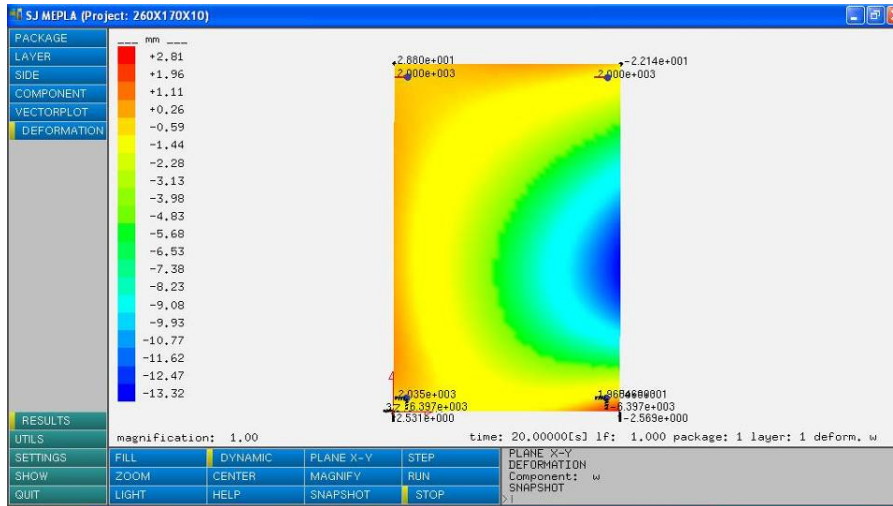 SJ MEPLA (Project: 260X170X10)
PACKAGE
LAYER
SIDE
COMPONENT
VECTORPLOT
DEFORMATION
___ mm ___
+2.81
+1.96
+1.11
+0.26
-0.59
-1.44
-2.28
-3.13
-3.98
-4.83
-5.68
-6.53
-7.38
-8.23
-9.08
-9.93
-10.77
-11.62
-12.47
-13.32
2.880e+001
-2.214e+001
2.000e+003
2.000e+003
2.035e+003
6.397e+003
-6.397e+003
2.531e+000
-2.569e+000
magnification: 1.00
time: 20.00000[s] lf: 1.000 package: 1 layer: 1 deform. w
RESULTS
UTILS
SETTINGS
SHOW
QUIT
FILL DYNAMIC PLANE X-Y STEP
ZOOM CENTER MAGNIFY RUN
LIGHT HELP SNAPSHOT STOP
PLANE X-Y
DEFORMATION
Component: w
SNAPSHOT
>|